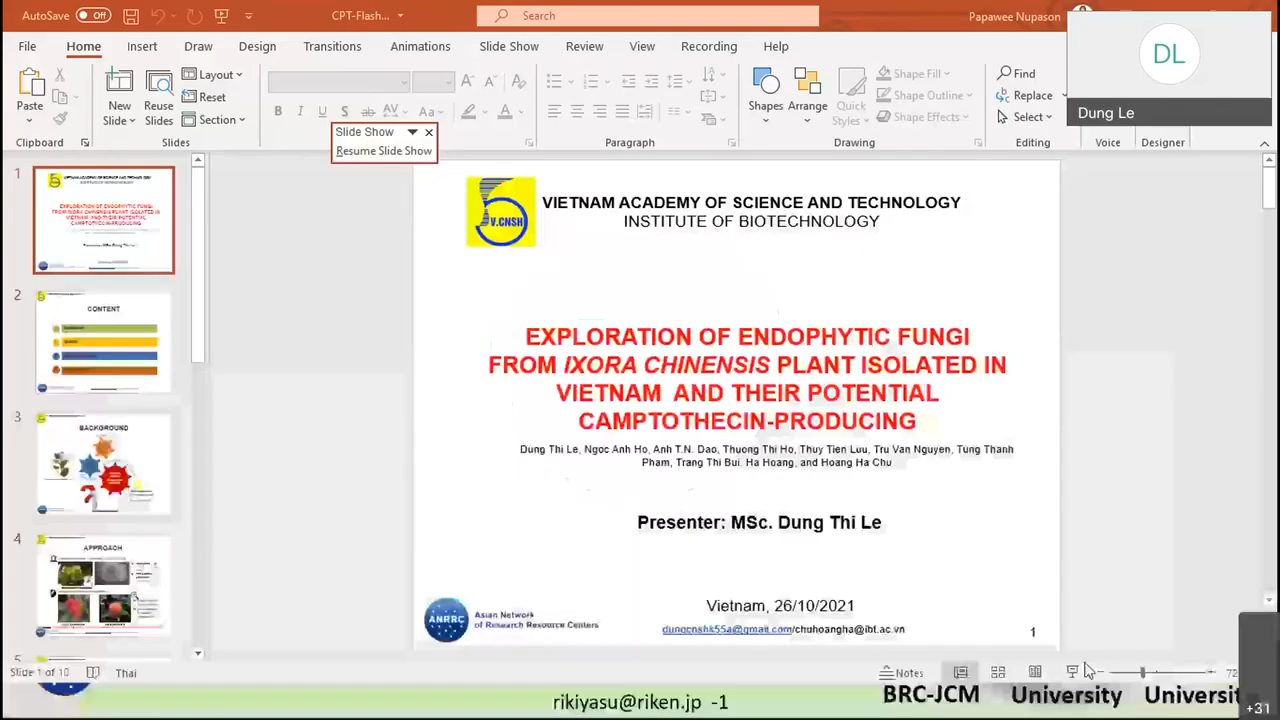 AutoSave Off
CPT-Flash...
Search
Papawee Nupason
DL
Dung Le
File Home Insert Draw Design Transitions Animations Slide Show Review View Recording Help
Paste
New Slide
Reuse Slides
Layout
Reset
Section
Shapes
Arrange
Quick Styles
Shape Fill
Shape Outline
Shape Effects
Find
Replace
Select
Clipboard Slides Paragraph Drawing Editing Voice Designer
Slide Show
Resume Slide Show
1
2
CONTENT
3
BACKGROUND
4
APPROACH
5
V.CNSH
VIETNAM ACADEMY OF SCIENCE AND TECHNOLOGY
INSTITUTE OF BIOTECHNOLOGY
EXPLORATION OF ENDOPHYTIC FUNGI
FROM IXORA CHINENSIS PLANT ISOLATED IN
VIETNAM AND THEIR POTENTIAL
CAMPTOTHECIN-PRODUCING
Dung Thi Le, Ngoc Anh Ho, Anh T.N. Dao, Thuong Thi Ho, Thuy Tien Luu, Tru Van Nguyen, Tung Thanh
Pham, Trang Thi Bui, Ha Hoang, and Hoang Ha Chu
Presenter: MSc. Dung Thi Le
Vietnam, 26/10/2021
ANRRC
Asian Network
of Research Resource Centers
dungcnshk55a@gmail.com/chuhoangha@ibt.ac.vn
1
Slide 1 of 10
Thai
Notes
rikiyasu@riken.jp -1
BRC-JCM University
+31